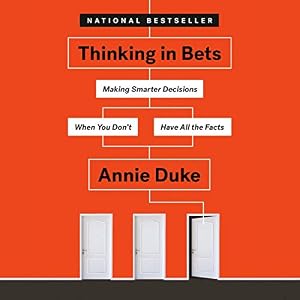 NATIONAL BESTSELLER
Thinking in Bets
Making Smarter Decisions
When You Don't
Have All the Facts
Annie Duke